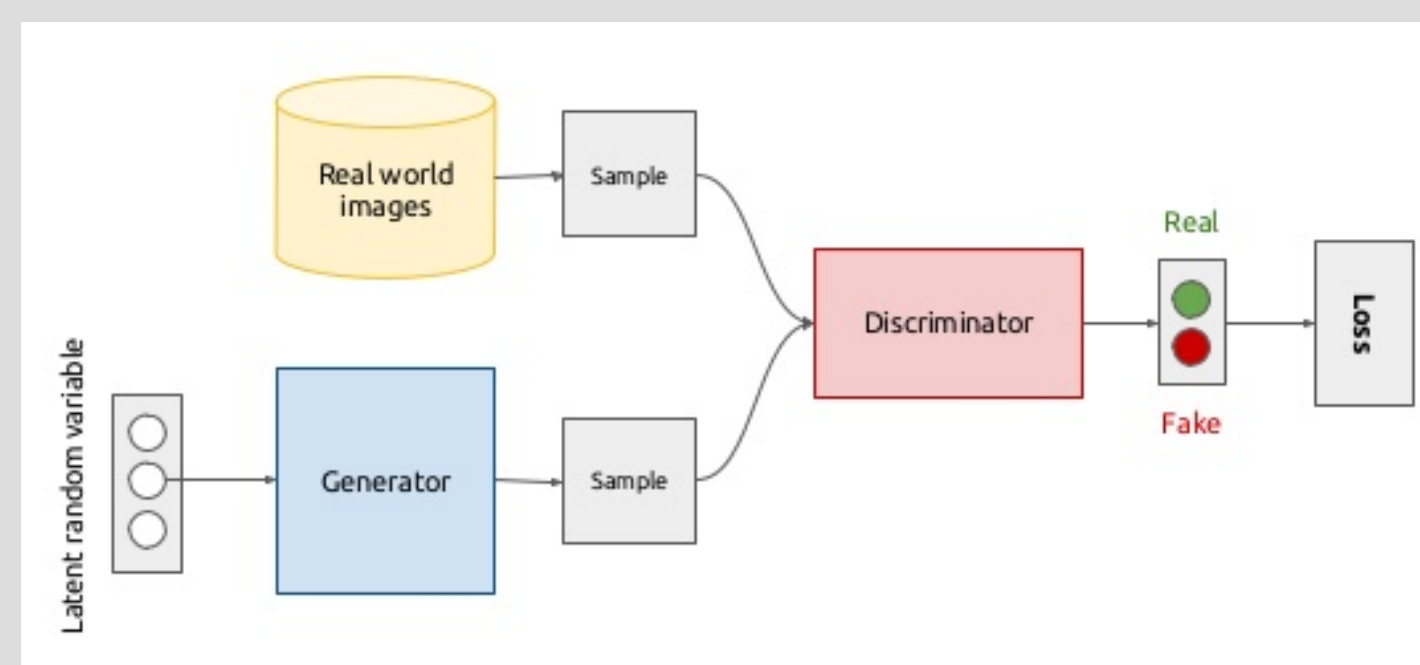 Real world
images
Sample
Real
Discriminator
Loss
Fake
Latent random variable
Generator
Sample